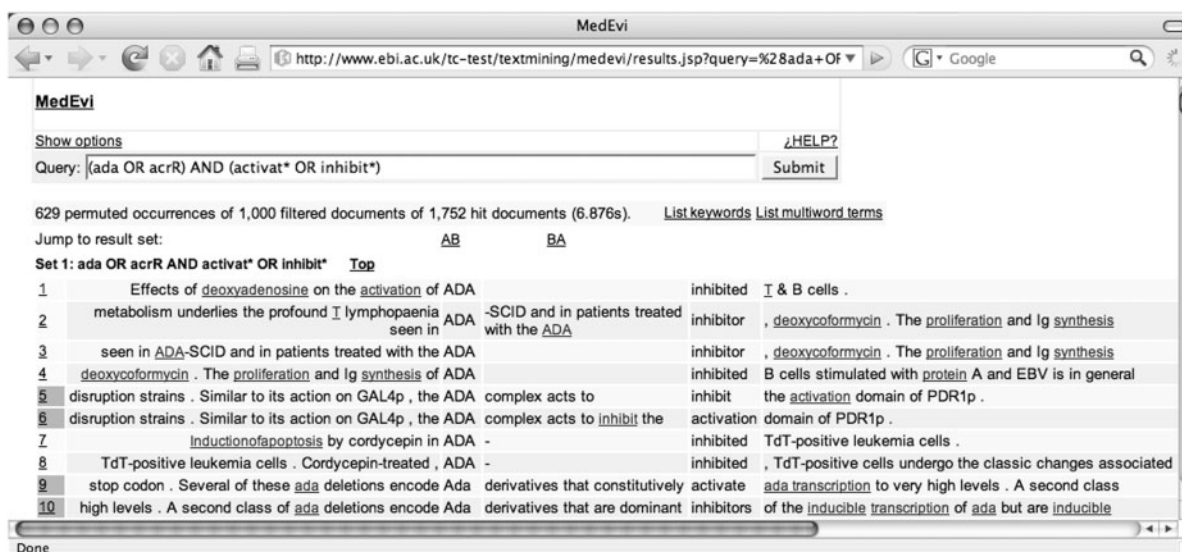 MedEvi
http://www.ebi.ac.uk/tc-test/textmining/medevi/results.jsp?query=%28ada+OF
G Google
MedEvi
Show options ¿HELP?
Query: (ada OR acrR) AND (activat* OR inhibit*) Submit
629 permuted occurrences of 1,000 filtered documents of 1,752 hit documents (6.876s). List keywords List multiword terms
Jump to result set: AB BA
Set 1: ada OR acrR AND activat* OR inhibit* Top
1 Effects of deoxyadenosine on the activation of ADA inhibited T & B cells .
2 metabolism underlies the profound T lymphopaenia seen in ADA -SCID and in patients treated with the ADA inhibitor , deoxycoformycin . The proliferation and Ig synthesis
3 seen in ADA-SCID and in patients treated with the ADA inhibitor , deoxycoformycin . The proliferation and Ig synthesis
4 deoxycoformycin . The proliferation and Ig synthesis of ADA inhibited B cells stimulated with protein A and EBV is in general
5 disruption strains . Similar to its action on GAL4p , the ADA complex acts to inhibit the activation domain of PDR1p .
6 disruption strains . Similar to its action on GAL4p , the ADA complex acts to inhibit the activation domain of PDR1p .
7 Inductionofapoptosis by cordycepin in ADA - inhibited TdT-positive leukemia cells .
8 TdT-positive leukemia cells . Cordycepin-treated , ADA - inhibited , TdT-positive cells undergo the classic changes associated
9 stop codon . Several of these ada deletions encode Ada derivatives that constitutively activate ada transcription to very high levels . A second class
10 high levels . A second class of ada deletions encode Ada derivatives that are dominant inhibitors of the inducible transcription of ada but are inducible
Done